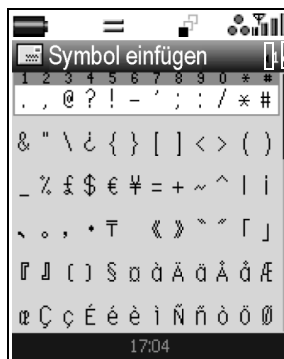 Symbol einfügen
1 2 3 4 5 6 7 8 9 0 * #
. , @ ? ! - ' ; : / * #
& " \ ¿ { } [ ] < > ( )
_ % £ $ € ¥ = + ~ ^ | ¡
、 。 , ・ 〒 《 》 ｢ ｣
『 』 〔 〕 § ¤ à Ä ä Å å Æ
æ Ç ç É é è ì Ñ ñ ò Ö Ø
17:04